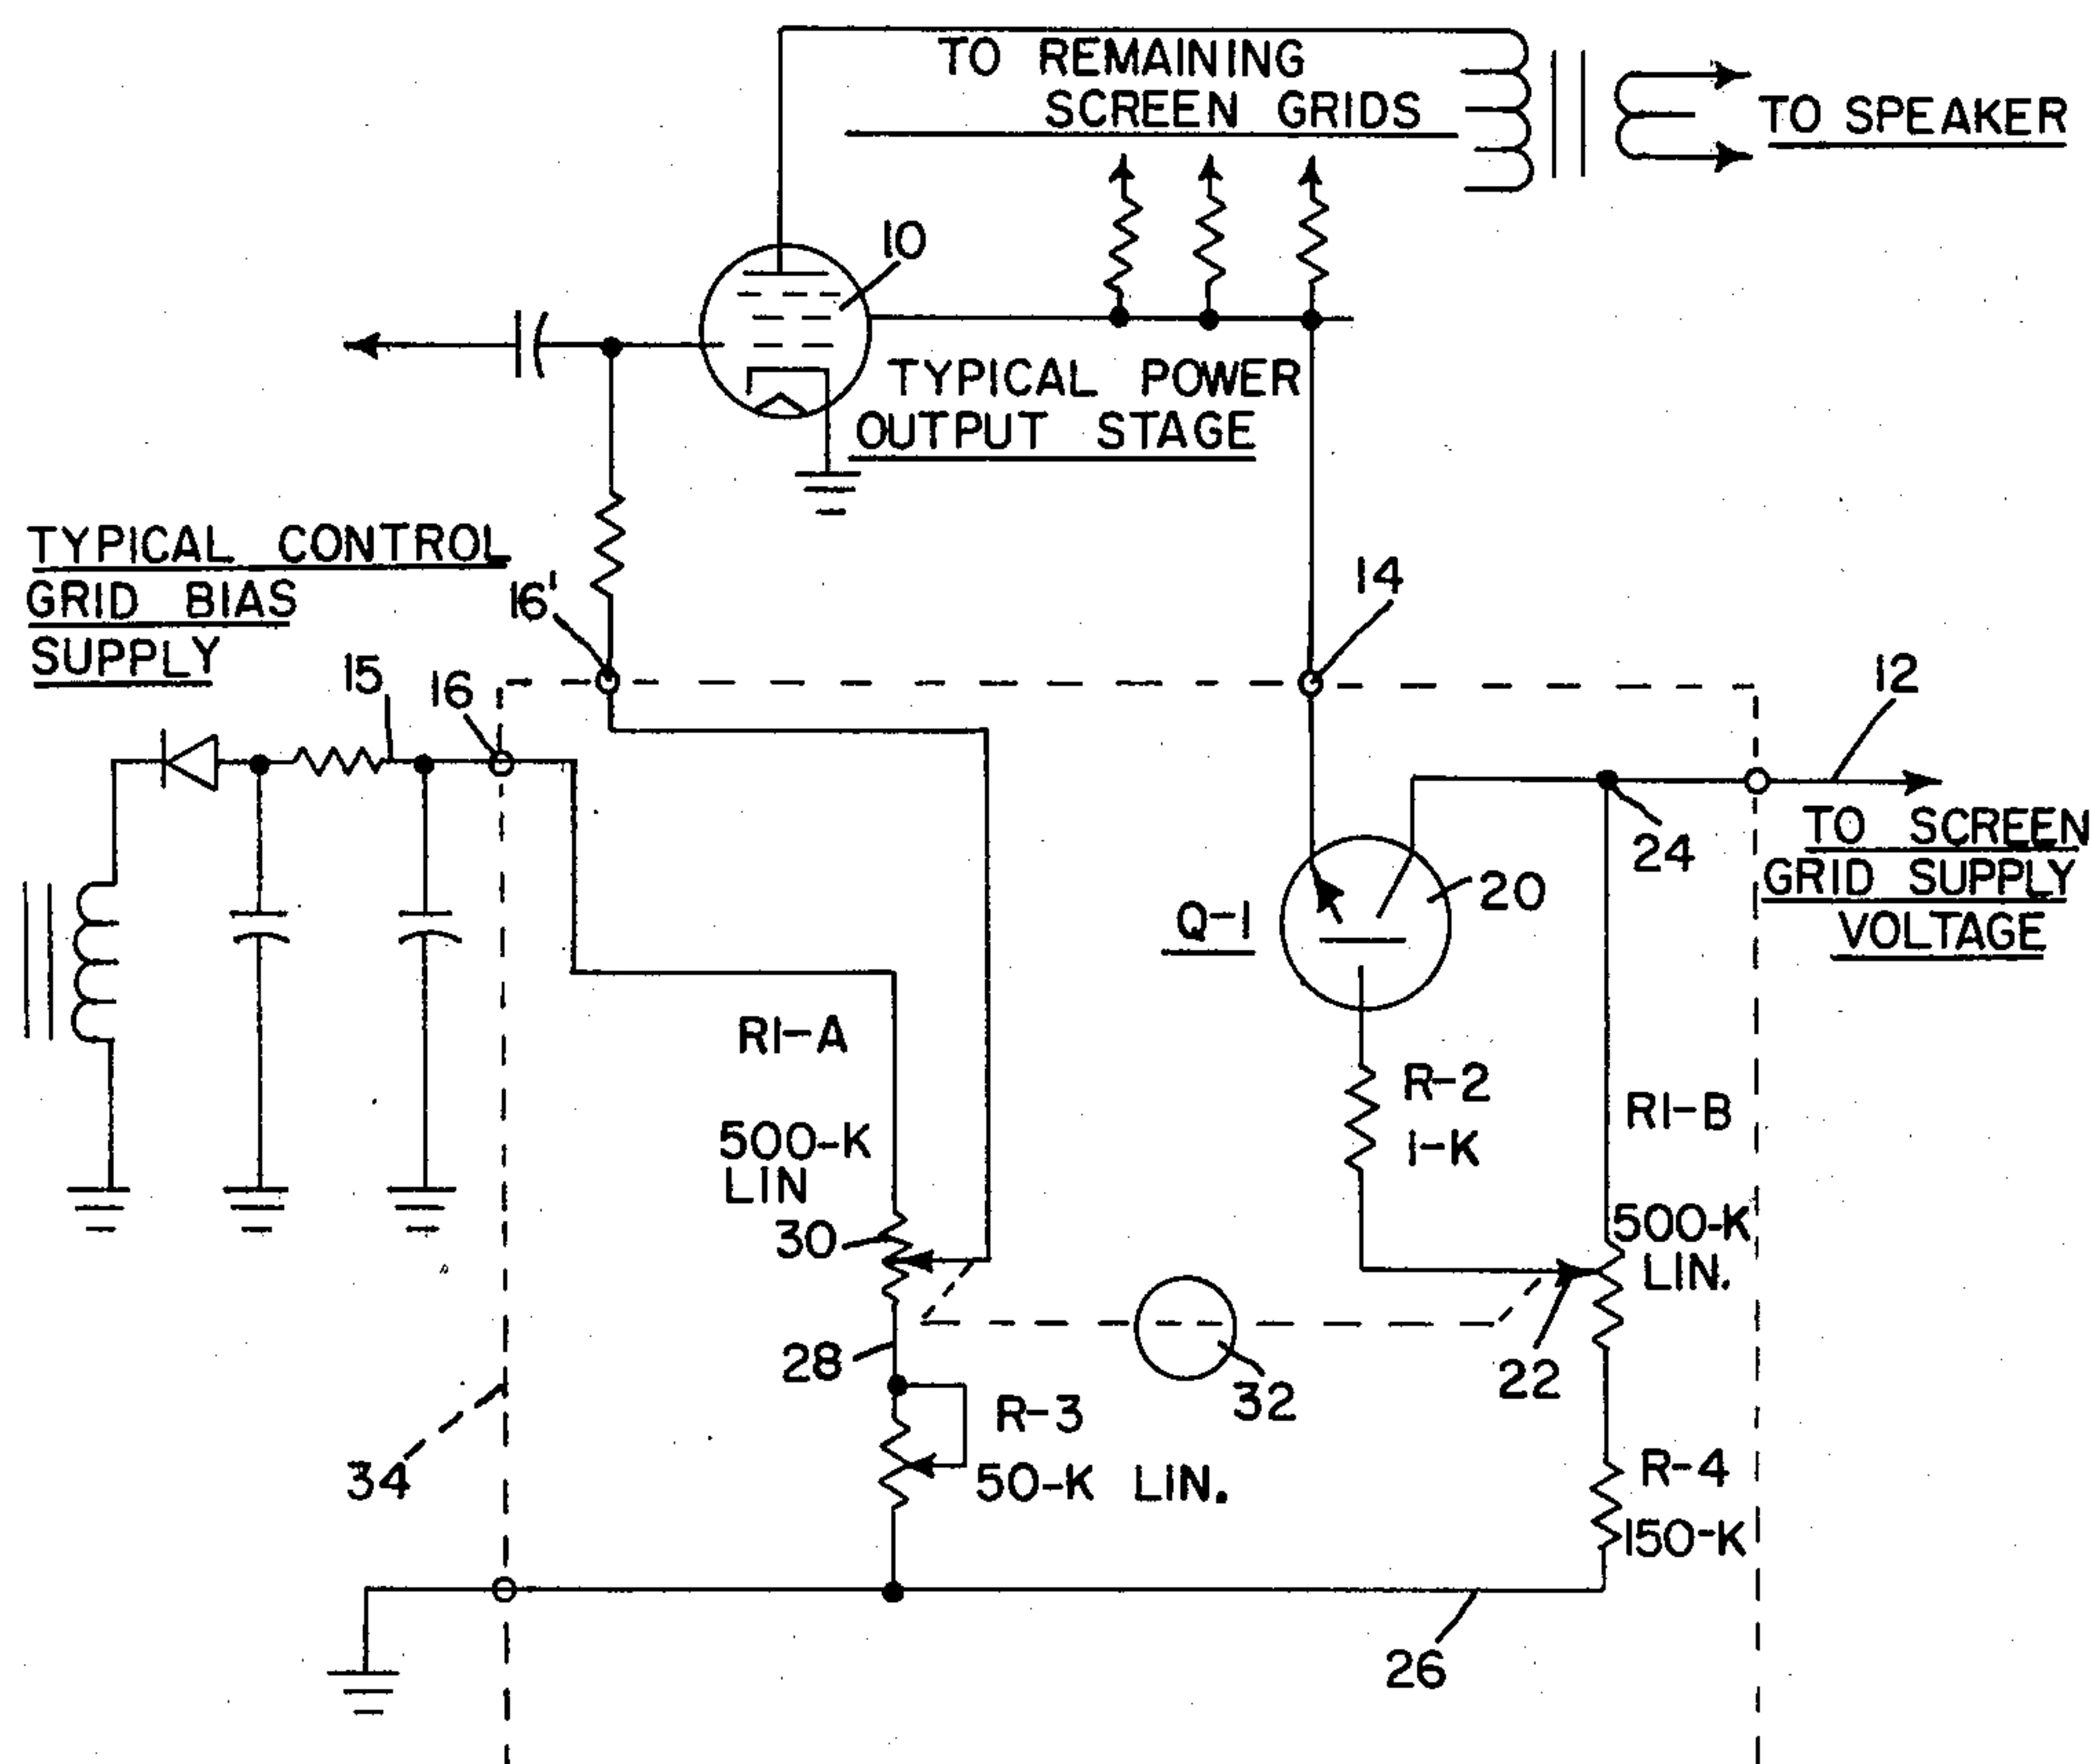 TO REMAINING
SCREEN GRIDS
TO SPEAKER
10
TYPICAL POWER
OUTPUT STAGE
TYPICAL CONTROL
GRID BIAS
SUPPLY
16'
14
15
16
12
24
TO SCREEN
GRID SUPPLY
VOLTAGE
Q-1
20
R1-A
R-2
1-K
R1-B
500-K
LIN
30
500-K
LIN.
28
32
22
R-3
50-K LIN.
34
R-4
150-K
26